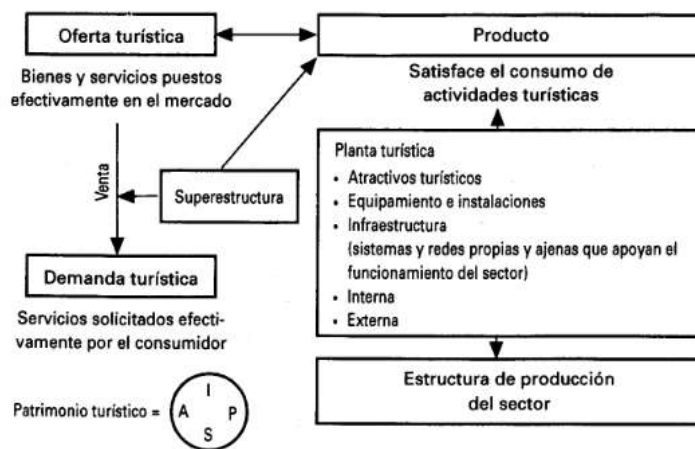 Oferta turística
Bienes y servicios puestos
efectivamente en el mercado
Venta
Superestructura
Demanda turística
Servicios solicitados efecti-
vamente por el consumidor
Patrimonio turístico =
I
A P
S
Producto
Satisface el consumo de
actividades turísticas
Planta turística
• Atractivos turísticos
• Equipamiento e instalaciones
• Infraestructura
(sistemas y redes propias y ajenas que apoyan el
funcionamiento del sector)
• Interna
• Externa
Estructura de producción
del sector